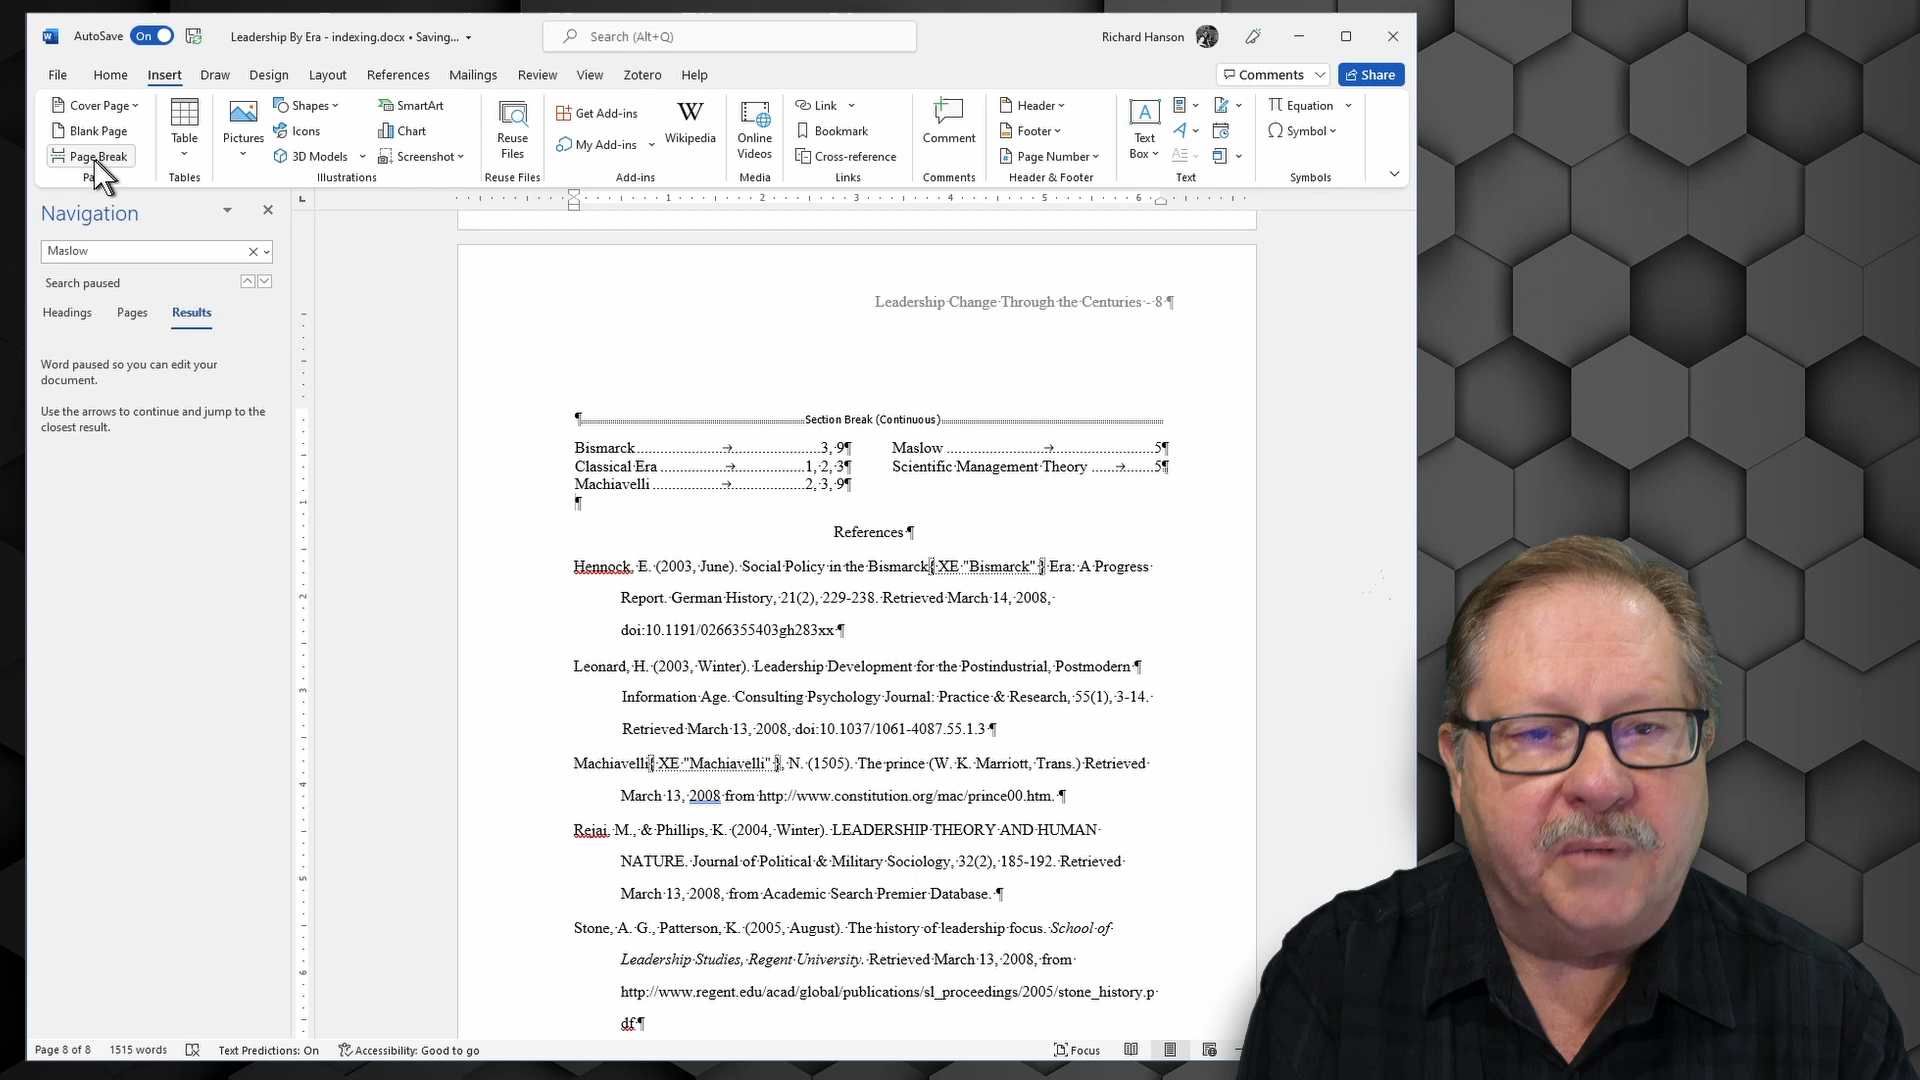 AutoSave On Leadership By Era - indexing.docx • Saving... Search (Alt+Q) Richard Hanson
File Home Insert Draw Design Layout References Mailings Review View Zotero Help Comments Share
Cover Page
Blank Page
Page Break
Table
Tables
Pictures
Shapes
Icons
3D Models
SmartArt
Chart
Screenshot
Illustrations
Reuse
Files
Reuse Files
Get Add-ins
My Add-ins
Wikipedia
Add-ins
Online
Videos
Media
Link
Bookmark
Cross-reference
Links
Comment
Comments
Header
Footer
Page Number
Header & Footer
Text
Box
Text
Equation
Symbol
Symbols
Navigation
Maslow
Search paused
Headings Pages Results
Word paused so you can edit your
document.
Use the arrows to continue and jump to the
closest result.
1 2 3 4 5 6
1
2
3
4
5
6
Leadership Change Through the Centuries - 8 ¶
¶ Section Break (Continuous)
Bismarck → 3, 9¶
Classical Era → 1, 2, 3¶
Machiavelli → 2, 3, 9¶
¶
Maslow → 5¶
Scientific Management Theory → 5¶
References ¶
Hennock, E. (2003, June). Social Policy in the Bismarck{ XE "Bismarck" } Era: A Progress
Report. German History, 21(2), 229-238. Retrieved March 14, 2008,
doi:10.1191/0266355403gh283xx ¶
Leonard, H. (2003, Winter). Leadership Development for the Postindustrial, Postmodern ¶
Information Age. Consulting Psychology Journal: Practice & Research, 55(1), 3-14.
Retrieved March 13, 2008, doi:10.1037/1061-4087.55.1.3 ¶
Machiavelli{ XE "Machiavelli" }, N. (1505). The prince (W. K. Marriott, Trans.) Retrieved
March 13, 2008 from http://www.constitution.org/mac/prince00.htm. ¶
Rejai, M., & Phillips, K. (2004, Winter). LEADERSHIP THEORY AND HUMAN
NATURE. Journal of Political & Military Sociology, 32(2), 185-192. Retrieved
March 13, 2008, from Academic Search Premier Database. ¶
Stone, A. G., Patterson, K. (2005, August). The history of leadership focus. School of
Leadership Studies, Regent University. Retrieved March 13, 2008, from
http://www.regent.edu/acad/global/publications/sl_proceedings/2005/stone_history.p
df ¶
Page 8 of 8 1515 words Text Predictions: On Accessibility: Good to go Focus